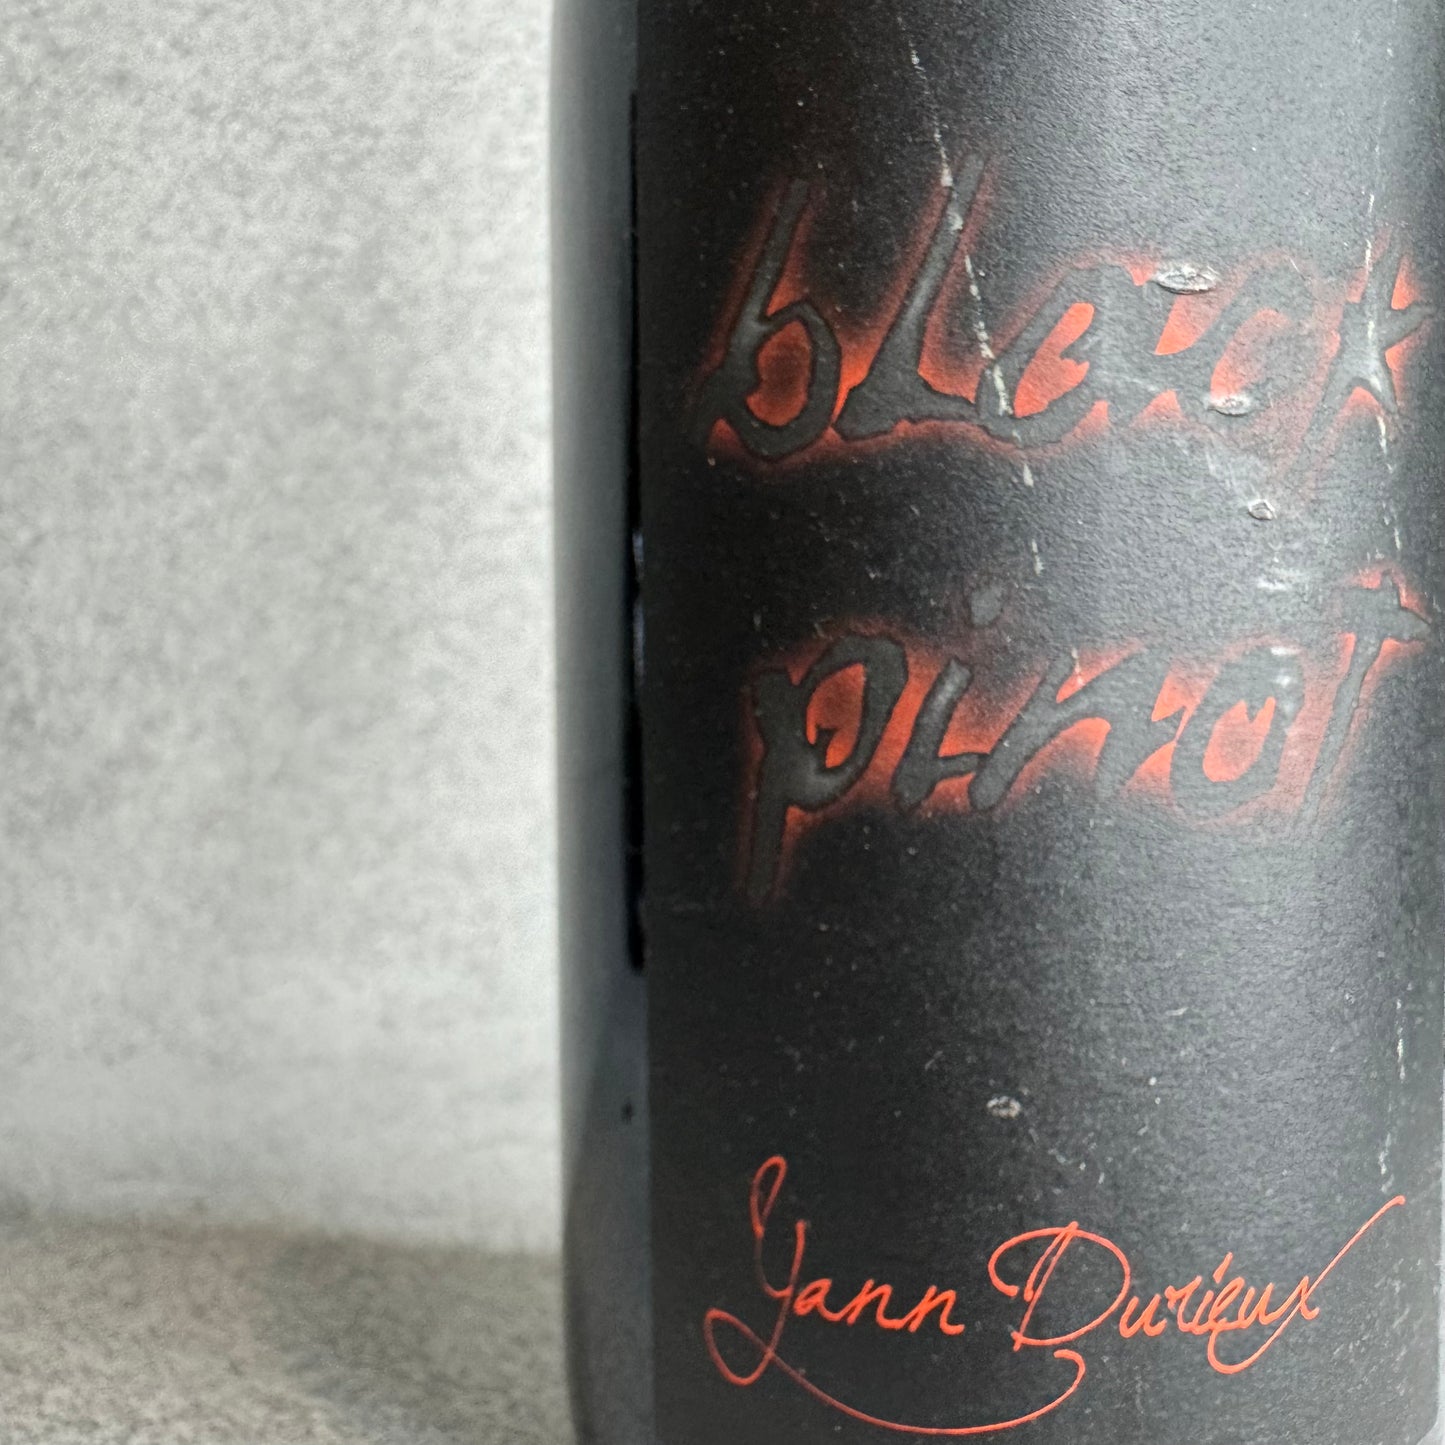 black
pinot
Yann Durieux